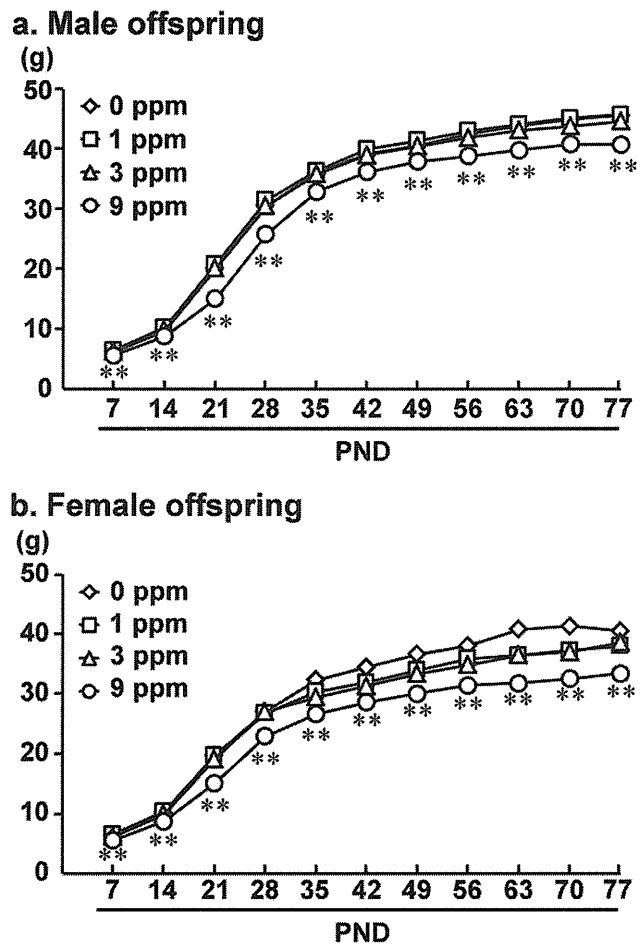 a. Male offspring
(g)
50
40
30
20
10
0
0 ppm
1 ppm
3 ppm
9 ppm
** ** ** ** ** ** ** ** ** ** **
7 14 21 28 35 42 49 56 63 70 77
PND
b. Female offspring
(g)
50
40
30
20
10
0
0 ppm
1 ppm
3 ppm
9 ppm
** ** ** ** ** ** ** ** ** ** **
7 14 21 28 35 42 49 56 63 70 77
PND